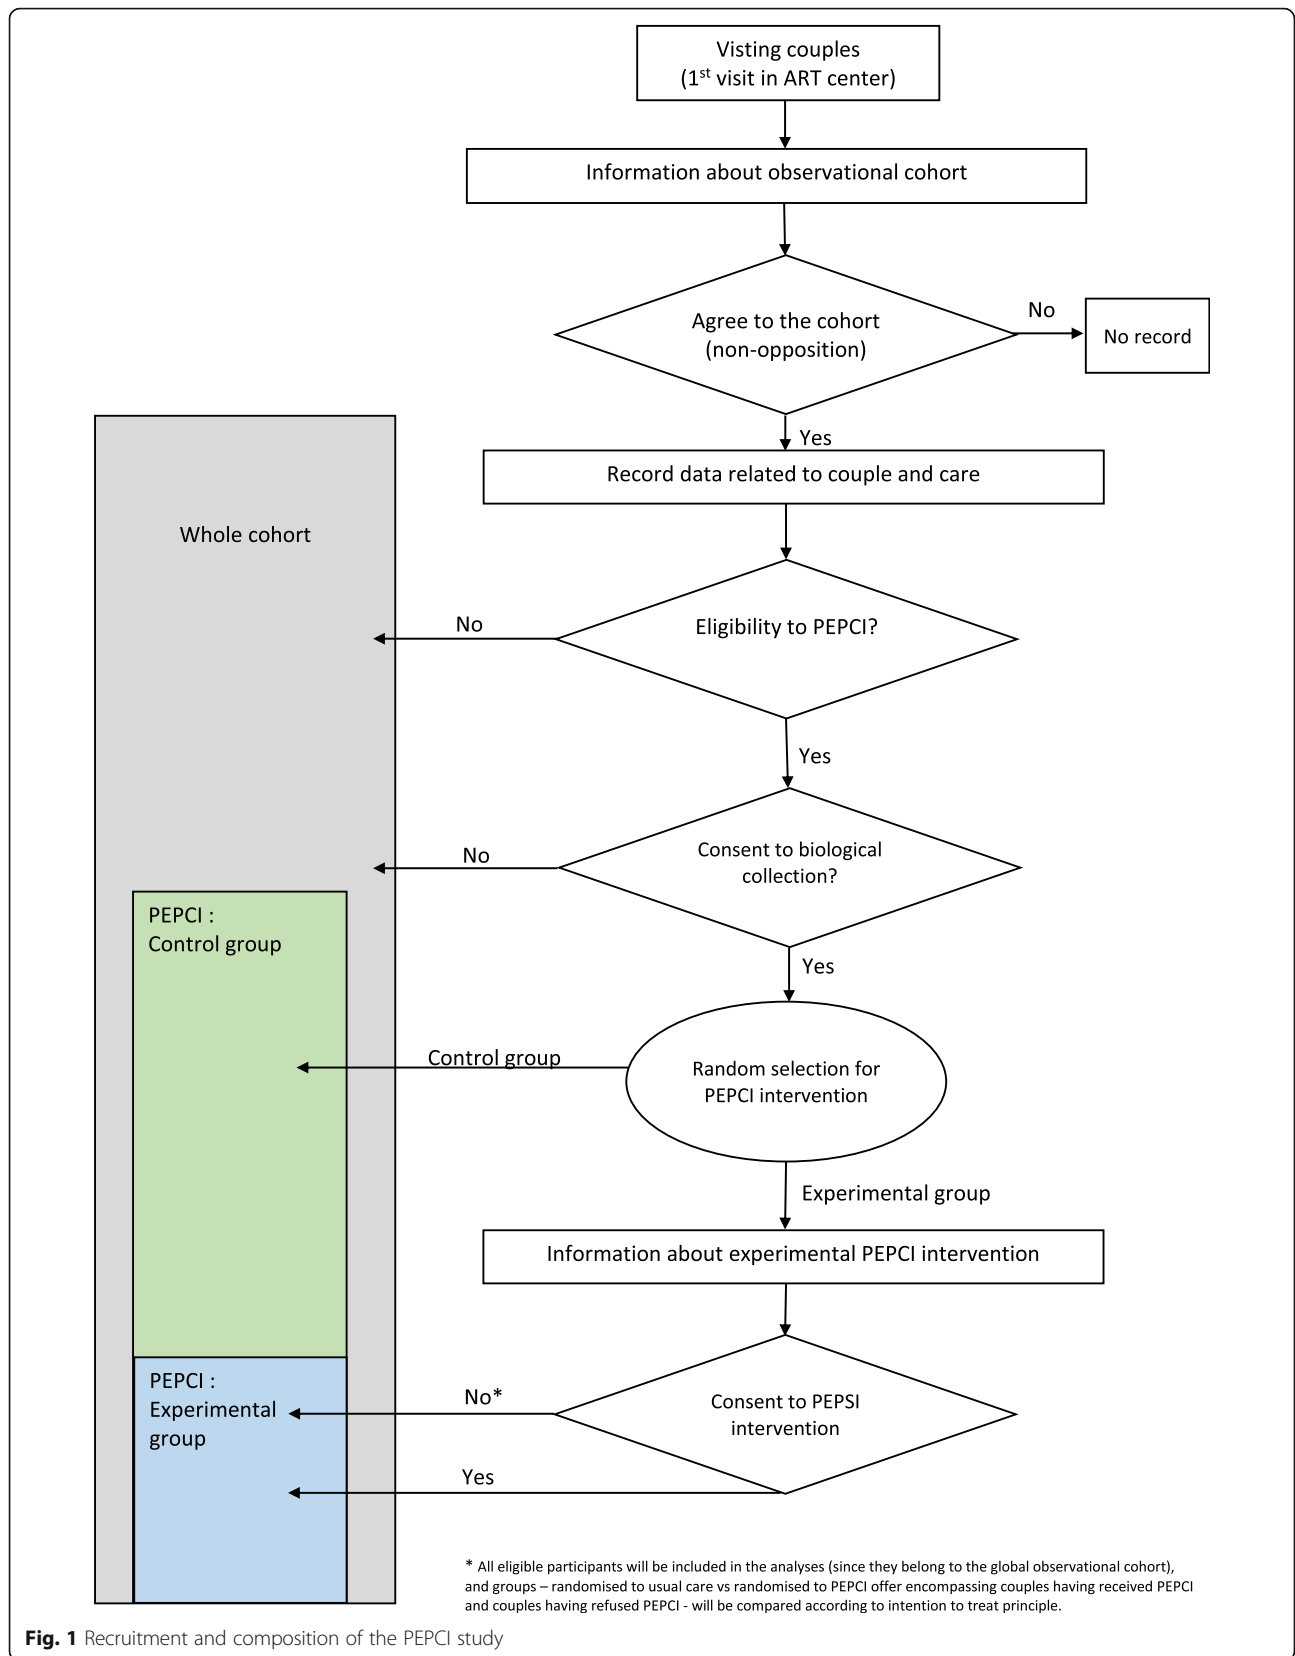 Visting couples
(1st visit in ART center)
Information about observational cohort
Agree to the cohort
(non-opposition)
No
No record
Yes
Record data related to couple and care
Whole cohort
Eligibility to PEPCI?
No
Yes
Consent to biological
collection?
No
PEPCI :
Control group
Yes
Control group
Random selection for
PEPCI intervention
Experimental group
Information about experimental PEPCI intervention
PEPCI :
Experimental
group
No*
Consent to PEPSI
intervention
Yes
* All eligible participants will be included in the analyses (since they belong to the global observational cohort),
and groups – randomised to usual care vs randomised to PEPCI offer encompassing couples having received PEPCI
and couples having refused PEPCI - will be compared according to intention to treat principle.
Fig. 1 Recruitment and composition of the PEPCI study